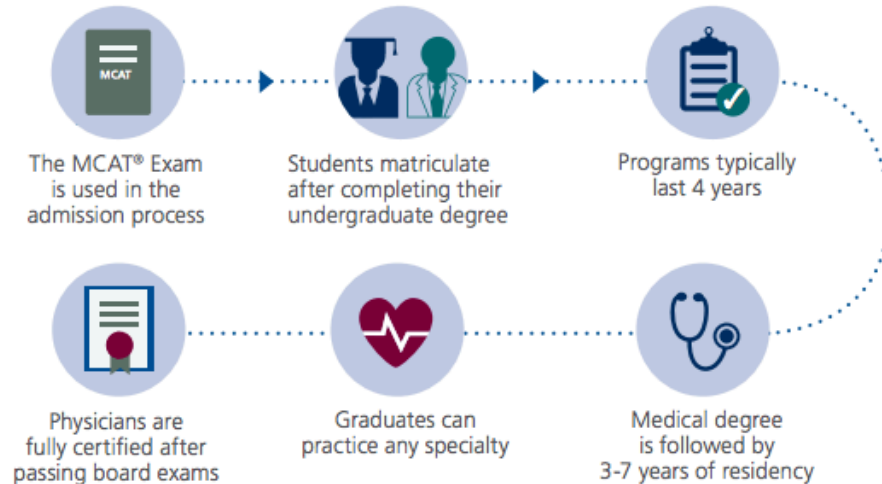 MCAT
The MCAT® Exam
is used in the
admission process
Students matriculate
after completing their
undergraduate degree
Programs typically
last 4 years
Medical degree
is followed by
3-7 years of residency
Graduates can
practice any specialty
Physicians are
fully certified after
passing board exams